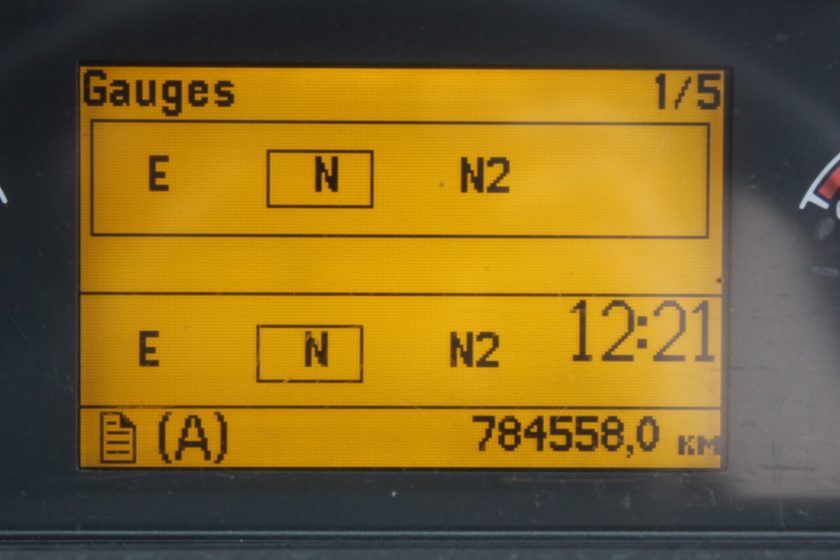 Gauges 1/5
E N N2
E N N2 12:21
(A) 784558,0 км